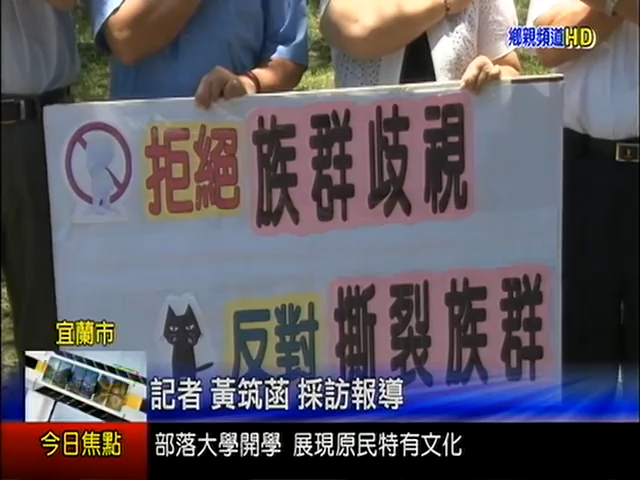 鄉親頻道HD
拒絕族群歧視
反對撕裂族群
宜蘭市
記者 黃筑菡 採訪報導
今日焦點
部落大學開學 展現原民特有文化